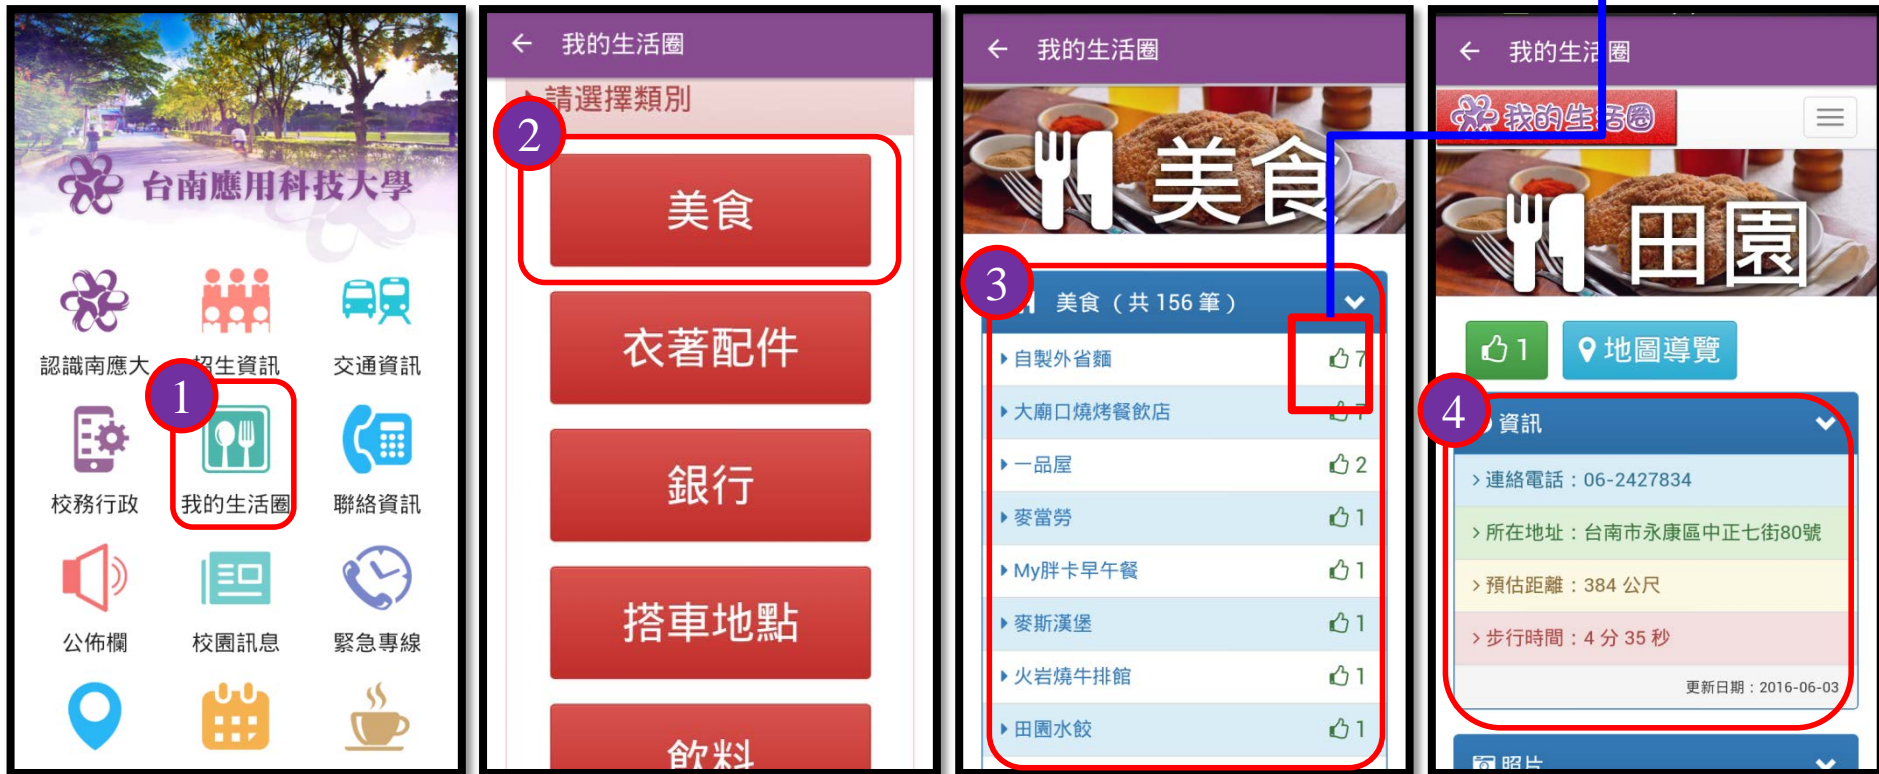 台南應用科技大學
認識南應大
招生資訊
交通資訊
1
校務行政
我的生活圈
聯絡資訊
公佈欄
校園訊息
緊急專線
我的生活圈
請選擇類別
2
美食
衣著配件
銀行
搭車地點
飲料
我的生活圈
美食
3
美食（共 156 筆）
自製外省麵 7
大廟口燒烤餐飲店 7
一品屋 2
麥當勞 1
My胖卡早午餐 1
麥斯漢堡 1
火岩燒牛排館 1
田園水餃 1
我的生活圈
我的生活圈
田園
1 地圖導覽
4
資訊
連絡電話：06-2427834
所在地址：台南市永康區中正七街80號
預估距離：384 公尺
步行時間：4 分 35 秒
更新日期：2016-06-03
照片